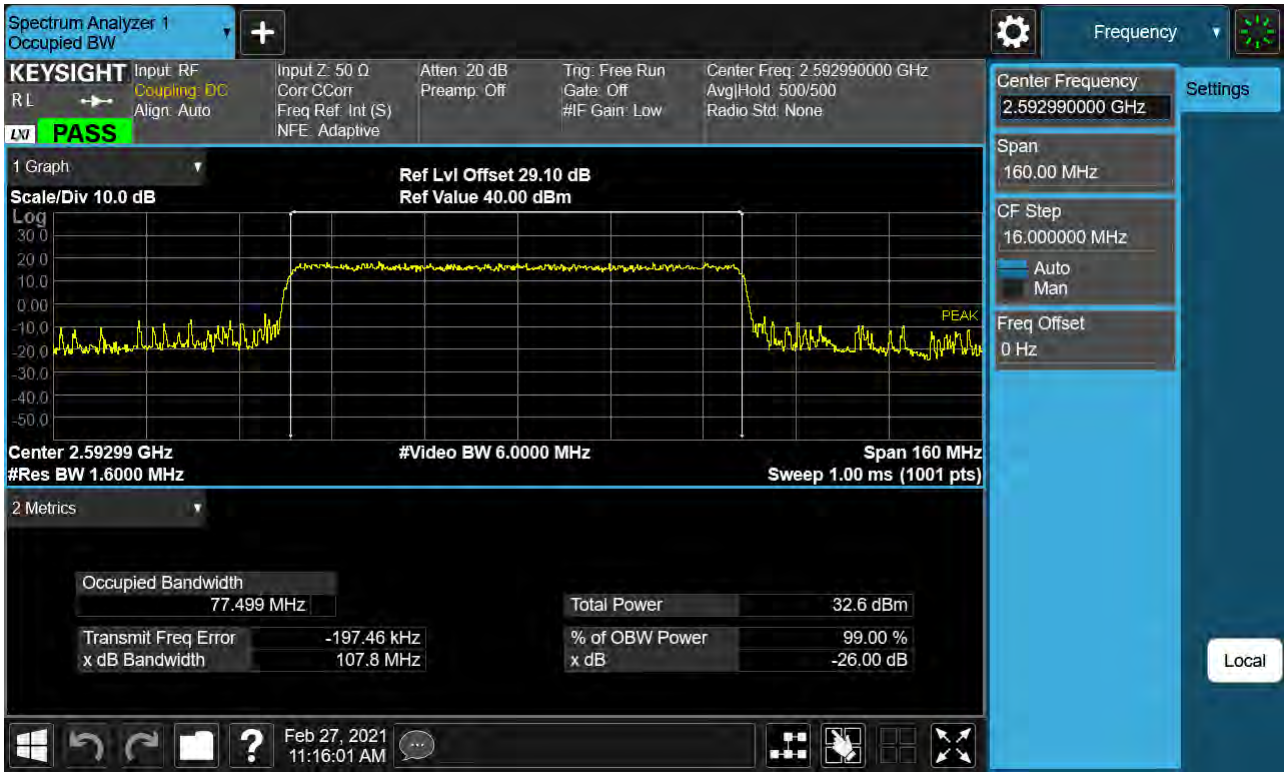 Spectrum Analyzer 1
Occupied BW
+
Frequency
KEYSIGHT
RL
LXI
PASS
Input: RF
Coupling: DC
Align: Auto
Input Z: 50 Ω
Corr CCorr
Freq Ref: Int (S)
NFE: Adaptive
Atten: 20 dB
Preamp: Off
Trig: Free Run
Gate: Off
#IF Gain: Low
Center Freq: 2.592990000 GHz
Avg|Hold: 500/500
Radio Std: None
Center Frequency
2.592990000 GHz
Settings
Span
160.00 MHz
CF Step
16.000000 MHz
Auto
Man
Freq Offset
0 Hz
Local
1 Graph
Scale/Div 10.0 dB
Ref Lvl Offset 29.10 dB
Ref Value 40.00 dBm
Log
30.0
20.0
10.0
0.00
-10.0
-20.0
-30.0
-40.0
-50.0
PEAK
Center 2.59299 GHz
#Video BW 6.0000 MHz
Span 160 MHz
#Res BW 1.6000 MHz
Sweep 1.00 ms (1001 pts)
2 Metrics
Occupied Bandwidth
77.499 MHz
Total Power 32.6 dBm
Transmit Freq Error -197.46 kHz
% of OBW Power 99.00 %
x dB Bandwidth 107.8 MHz
x dB -26.00 dB
?
Feb 27, 2021
11:16:01 AM